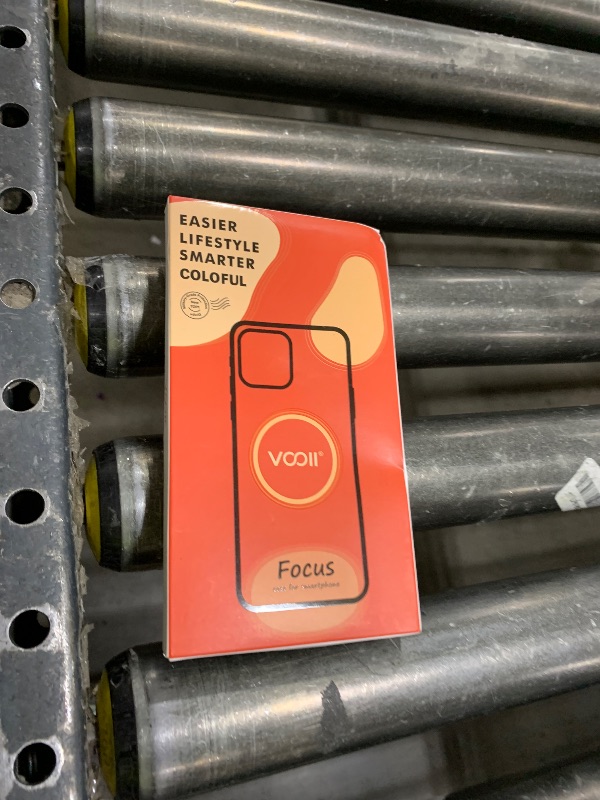 EASIER
LIFESTYLE
SMARTER
COLOFUL
VOOII®
Focus